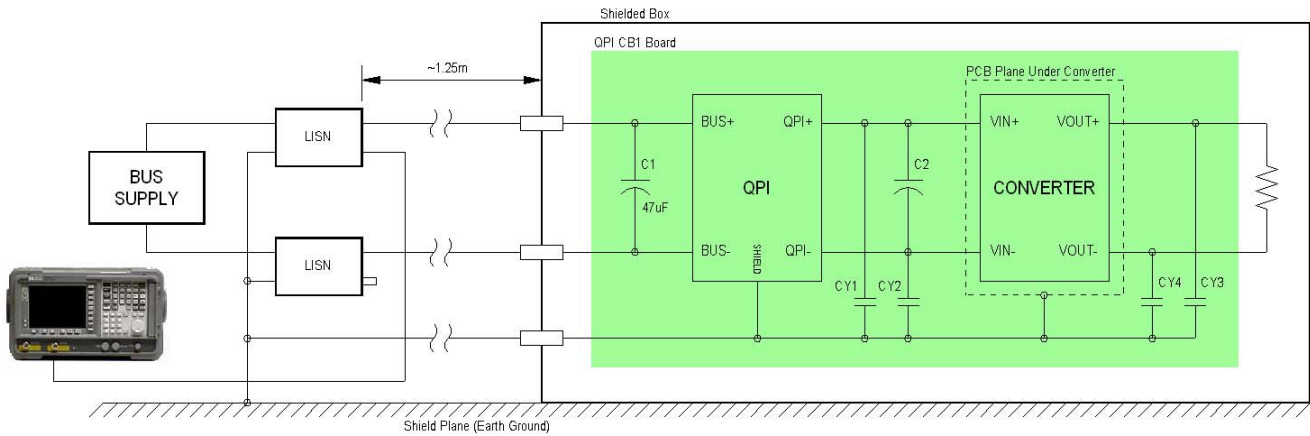 Shielded Box
QPI CB1 Board
~1.25m
PCB Plane Under Converter
LISN
BUS+
QPI+
VIN+
VOUT+
BUS
SUPPLY
C1
47uF
QPI
C2
CONVERTER
LISN
BUS-
SHIELD
QPI-
VIN-
VOUT-
CY1
CY2
CY4
CY3
Shield Plane (Earth Ground)